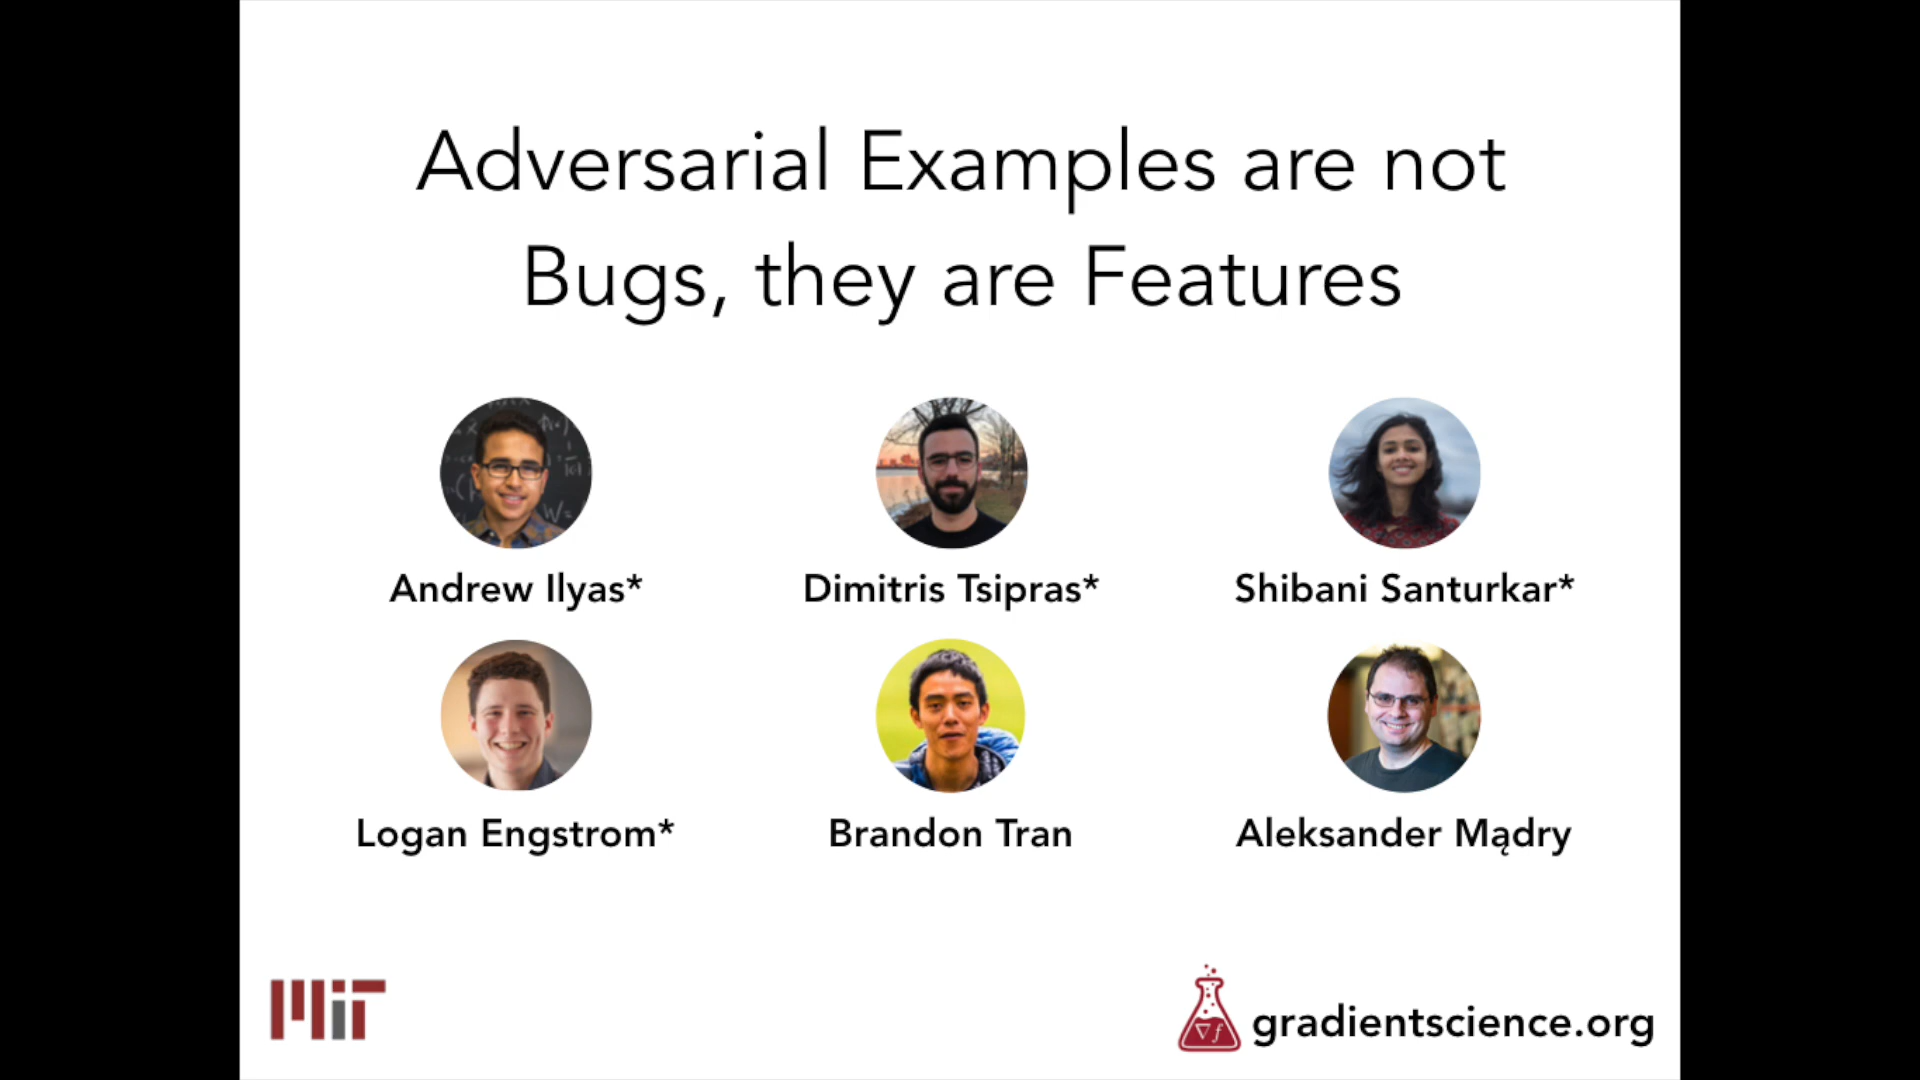 Adversarial Examples are not
Bugs, they are Features
Andrew Ilyas* Dimitris Tsipras* Shibani Santurkar*
Logan Engstrom* Brandon Tran Aleksander Mądry
MIT
∇f gradientscience.org